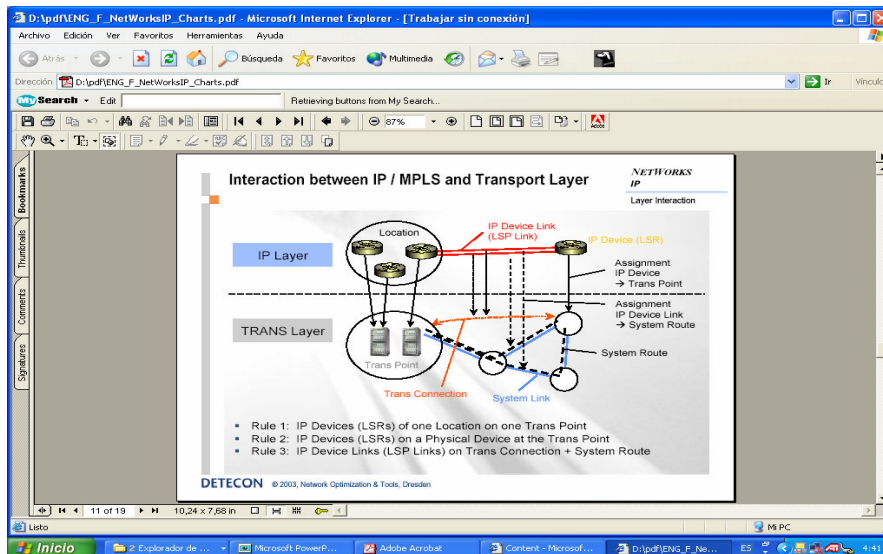 D:\pdf\ENG_F_NetWorksIP_Charts.pdf - Microsoft Internet Explorer - [Trabajar sin conexión]
Archivo Edición Ver Favoritos Herramientas Ayuda
Atrás Búsqueda Favoritos Multimedia
Dirección D:\pdf\ENG_F_NetWorksIP_Charts.pdf Ir Vínculos
My Search Edit Retrieving buttons from My Search...
87%
Bookmarks
Thumbnails
Comments
Signatures
Interaction between IP / MPLS and Transport Layer
NETWORKS
IP
Layer Interaction
Location
IP Device Link
(LSP Link)
IP Device (LSR)
IP Layer
Assignment
IP Device
→ Trans Point
Assignment
IP Device Link
→ System Route
TRANS Layer
System Route
Trans Point
Trans Connection
System Link
▪ Rule 1: IP Devices (LSRs) of one Location on one Trans Point
▪ Rule 2: IP Devices (LSRs) on a Physical Device at the Trans Point
▪ Rule 3: IP Device Links (LSP Links) on Trans Connection + System Route
DETECON © 2003, Network Optimization & Tools, Dresden
11 of 19 10,24 x 7,68 in
Listo Mi PC
Inicio 2 Explorador de ... Microsoft PowerP... Adobe Acrobat Content - Microsof... D:\pdf\ENG_F_Ne... ES 4:41